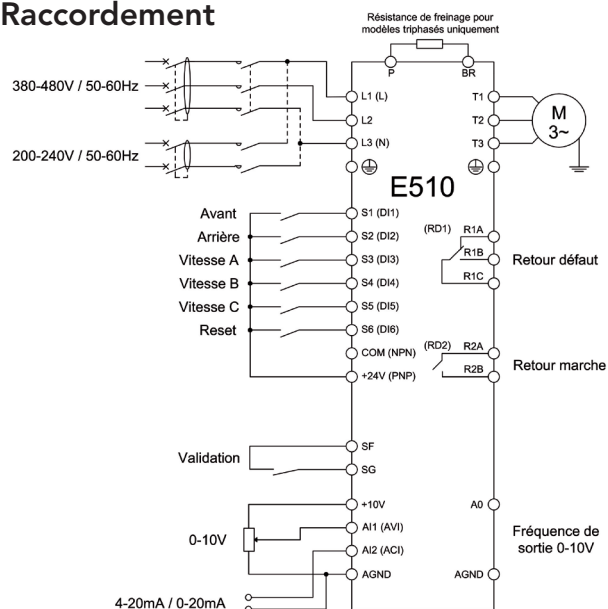 Raccordement
Résistance de freinage pour
modèles triphasés uniquement
P
BR
380-480V / 50-60Hz
200-240V / 50-60Hz
L1 (L)
L2
L3 (N)
T1
T2
T3
M
3~
E510
Avant
Arrière
Vitesse A
Vitesse B
Vitesse C
Reset
S1 (DI1)
S2 (DI2)
S3 (DI3)
S4 (DI4)
S5 (DI5)
S6 (DI6)
COM (NPN)
+24V (PNP)
(RD1)
R1A
R1B
R1C
Retour défaut
(RD2)
R2A
R2B
Retour marche
Validation
SF
SG
0-10V
+10V
AI1 (AVI)
AI2 (ACI)
AGND
A0
AGND
Fréquence de
sortie 0-10V
4-20mA / 0-20mA